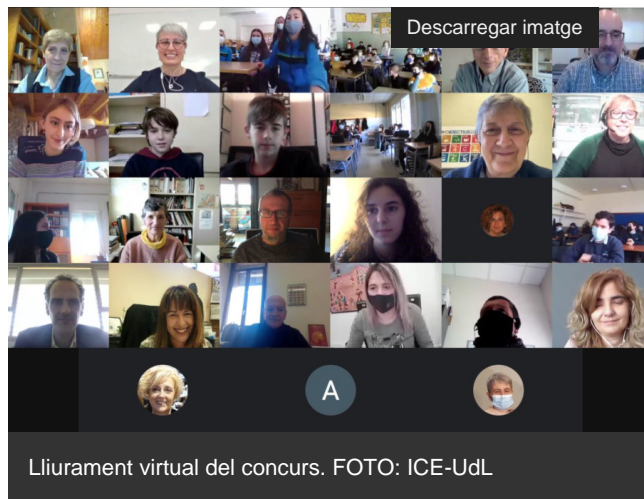 Descarregar imatge
A
Lliurament virtual del concurs. FOTO: ICE-UdL